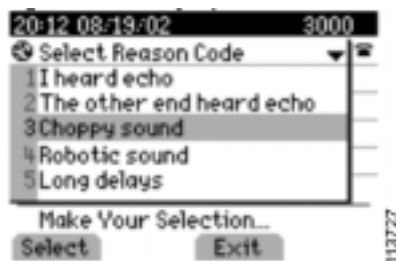 20:12 08/19/02 3000
Select Reason Code
1 I heard echo
2 The other end heard echo
3 Choppy sound
4 Robotic sound
5 Long delays
Make Your Selection...
Select Exit
113727